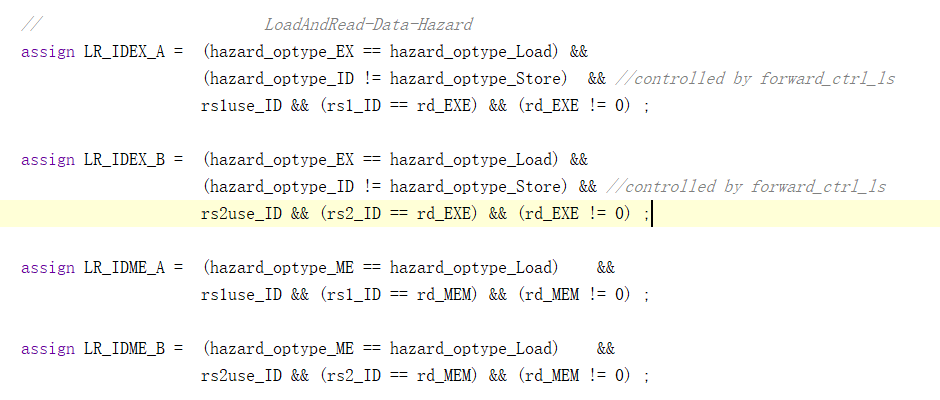 // LoadAndRead-Data-Hazard
assign LR_IDEX_A = (hazard_optype_EX == hazard_optype_Load) &&
(hazard_optype_ID != hazard_optype_Store) && //controlled by forward_ctrl_ls
rs1use_ID && (rs1_ID == rd_EXE) && (rd_EXE != 0) ;
assign LR_IDEX_B = (hazard_optype_EX == hazard_optype_Load) &&
(hazard_optype_ID != hazard_optype_Store) && //controlled by forward_ctrl_ls
rs2use_ID && (rs2_ID == rd_EXE) && (rd_EXE != 0) ;
assign LR_IDME_A = (hazard_optype_ME == hazard_optype_Load) &&
rs1use_ID && (rs1_ID == rd_MEM) && (rd_MEM != 0) ;
assign LR_IDME_B = (hazard_optype_ME == hazard_optype_Load) &&
rs2use_ID && (rs2_ID == rd_MEM) && (rd_MEM != 0) ;